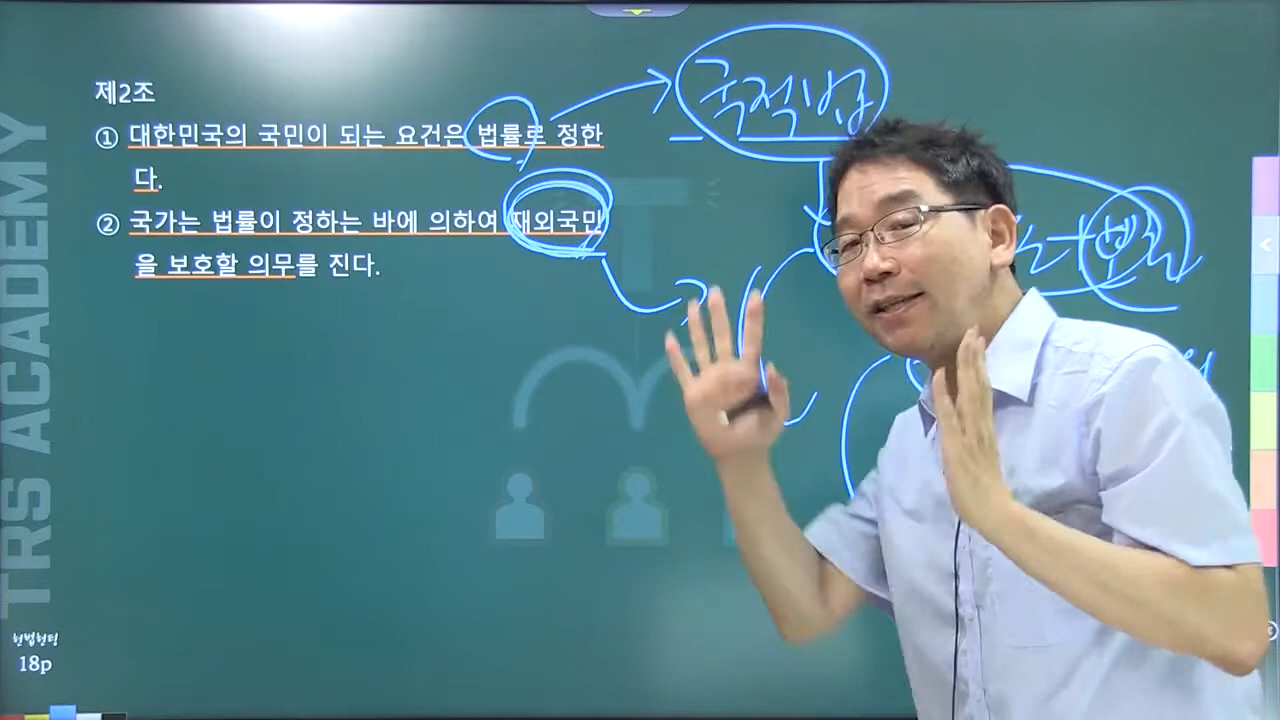 제2조
① 대한민국의 국민이 되는 요건은 법률로 정한
다.
② 국가는 법률이 정하는 바에 의하여 재외국민
을 보호할 의무를 진다.
국적법
TRS ACADEMY
헌법헌팅
18p